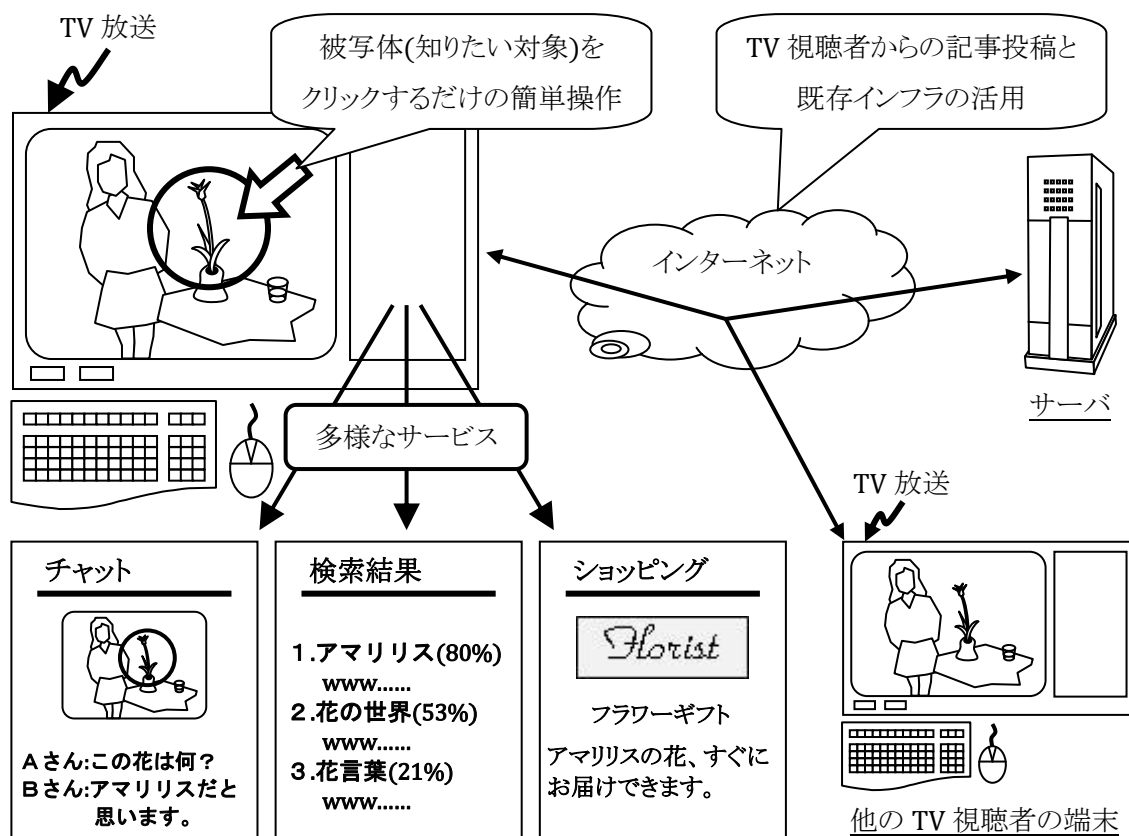 TV 放送
被写体(知りたい対象)を
クリックするだけの簡単操作
TV 視聴者からの記事投稿と
既存インフラの活用
インターネット
サーバ
多様なサービス
TV 放送
チャット
Aさん:この花は何？
Bさん:アマリリスだと
思います。
検索結果
1.アマリリス(80%)
www......
2.花の世界(53%)
www......
3.花言葉(21%)
www......
ショッピング
Florist
フラワーギフト
アマリリスの花、すぐに
お届けできます。
他の TV 視聴者の端末